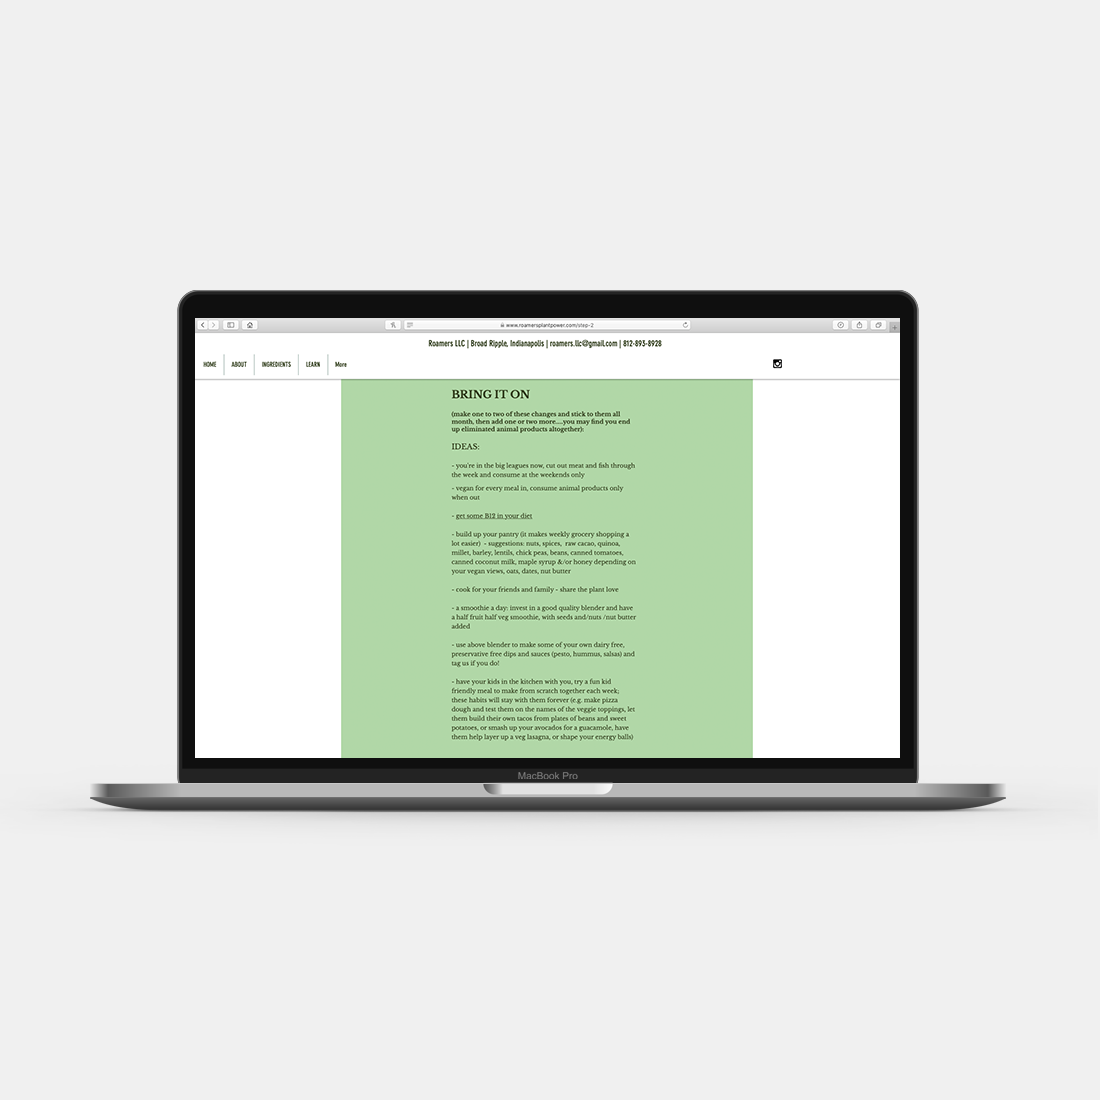 www.roamersplantpower.com/step-2
Roamers LLC | Broad Ripple, Indianapolis | roamers.llc@gmail.com | 812-893-8928
HOME ABOUT INGREDIENTS LEARN More
BRING IT ON
(make one to two of these changes and stick to them all
month, then add one or two more....you may find you end
up eliminated animal products altogether):
IDEAS:
- you're in the big leagues now, cut out meat and fish through
the week and consume at the weekends only
- vegan for every meal in, consume animal products only
when out
- get some B12 in your diet
- build up your pantry (it makes weekly grocery shopping a
lot easier) - suggestions: nuts, spices, raw cacao, quinoa,
millet, barley, lentils, chick peas, beans, canned tomatoes,
canned coconut milk, maple syrup &/or honey depending on
your vegan views, oats, dates, nut butter
- cook for your friends and family - share the plant love
- a smoothie a day: invest in a good quality blender and have
a half fruit half veg smoothie, with seeds and/nuts /nut butter
added
- use above blender to make some of your own dairy free,
preservative free dips and sauces (pesto, hummus, salsas) and
tag us if you do!
- have your kids in the kitchen with you, try a fun kid
friendly meal to make from scratch together each week;
these habits will stay with them forever (e.g. make pizza
dough and test them on the names of the veggie toppings, let
them build their own tacos from plates of beans and sweet
potatoes, or smash up your avocados for a guacamole, have
them help layer up a veg lasagna, or shape your energy balls)
MacBook Pro